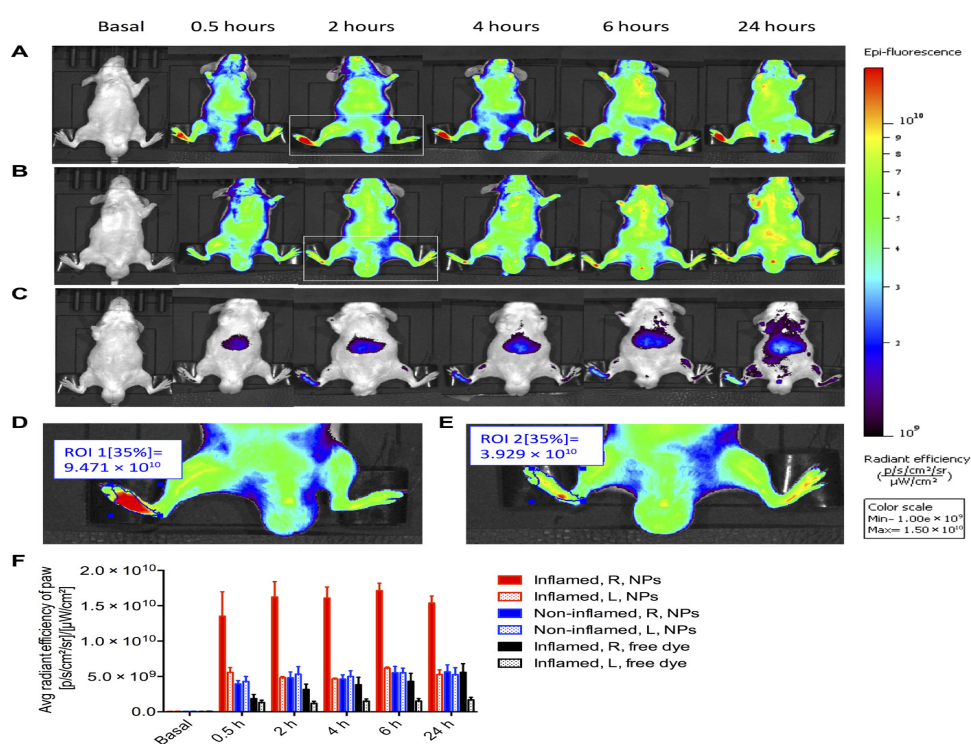 Basal 0.5 hours 2 hours 4 hours 6 hours 24 hours
A
B
C
Epi-fluorescence
10¹⁰
9
8
7
6
5
4
3
2
10⁹
Radiant efficiency
(p/s/cm²/sr
µW/cm²)
Color scale
Min= 1.00e × 10⁹
Max= 1.50 × 10¹⁰
D
ROI 1[35%]=
9.471 × 10¹⁰
E
ROI 2[35%]=
3.929 × 10¹⁰
F
Avg radiant efficiency of paw
[p/s/cm²/sr]/[µW/cm²]
2.0 × 10¹⁰
1.5 × 10¹⁰
1.0 × 10¹⁰
5.0 × 10⁹
0.0
Basal 0.5 h 2 h 4 h 6 h 24 h
Inflamed, R, NPs
Inflamed, L, NPs
Non-inflamed, R, NPs
Non-inflamed, L, NPs
Inflamed, R, free dye
Inflamed, L, free dye